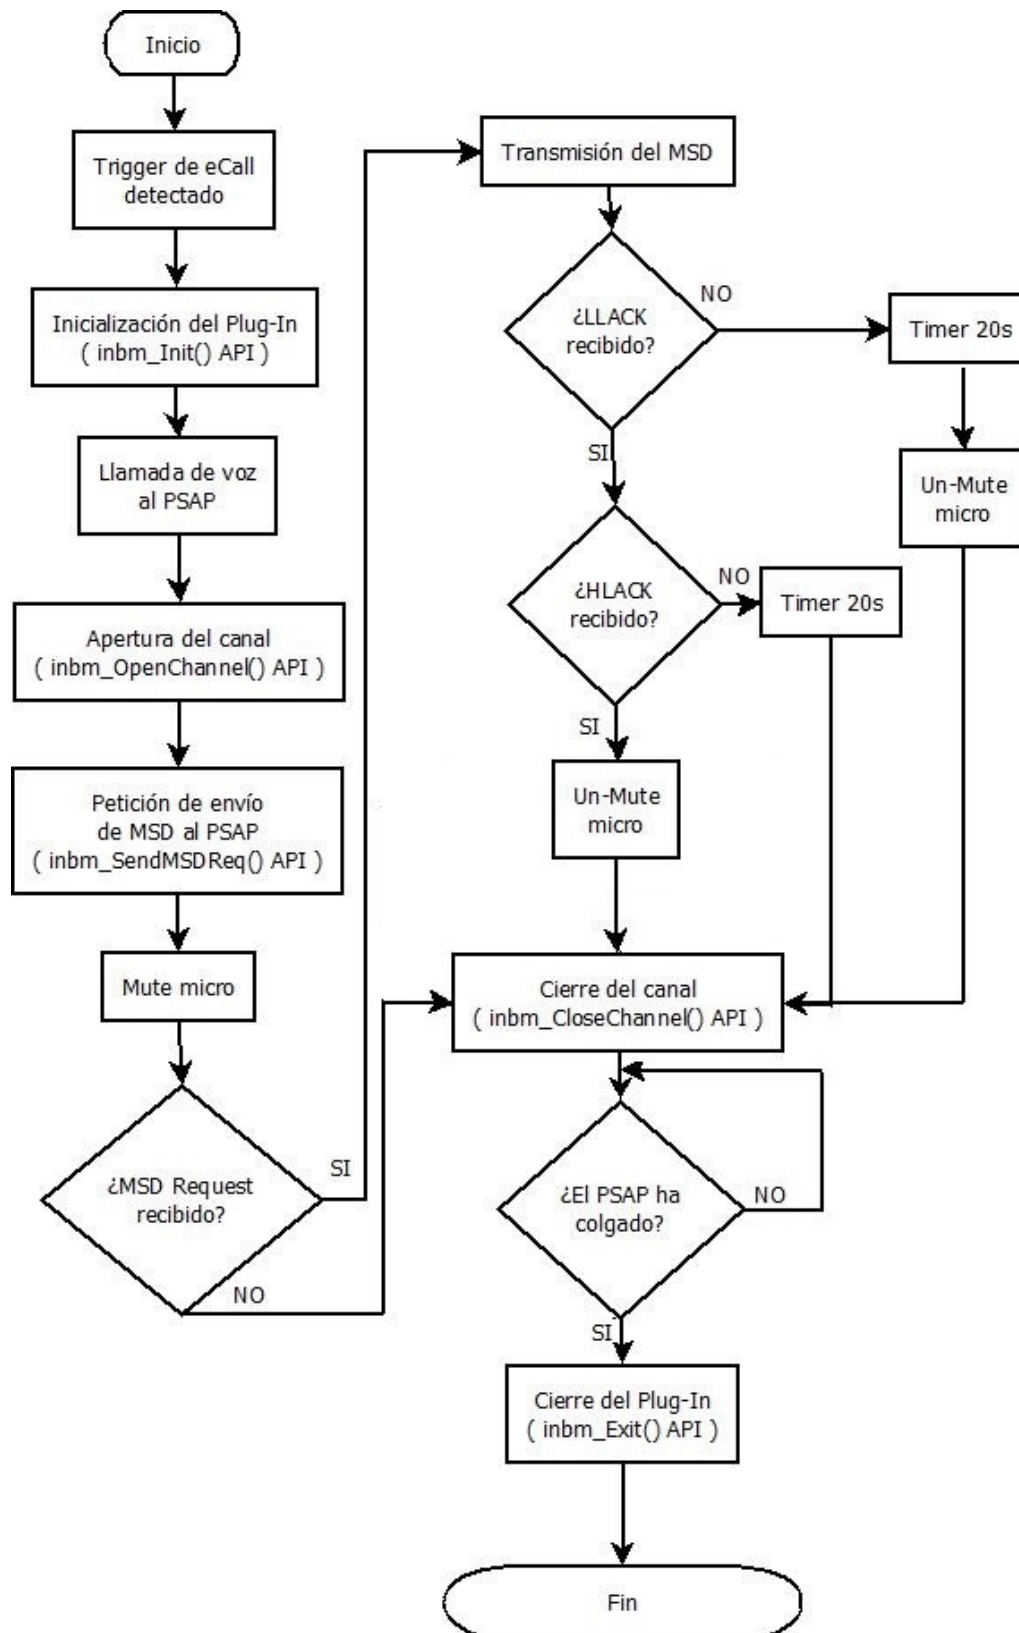 Inicio
Trigger de eCall
detectado
Inicialización del Plug-In
( inbm_Init() API )
Llamada de voz
al PSAP
Apertura del canal
( inbm_OpenChannel() API )
Petición de envío
de MSD al PSAP
( inbm_SendMSDReq() API )
Mute micro
¿MSD Request
recibido?
SI
NO
Transmisión del MSD
¿LLACK
recibido?
NO
Timer 20s
Un-Mute
micro
SI
¿HLACK
recibido?
NO
Timer 20s
SI
Un-Mute
micro
Cierre del canal
( inbm_CloseChannel() API )
¿El PSAP ha
colgado?
NO
SI
Cierre del Plug-In
( inbm_Exit() API )
Fin